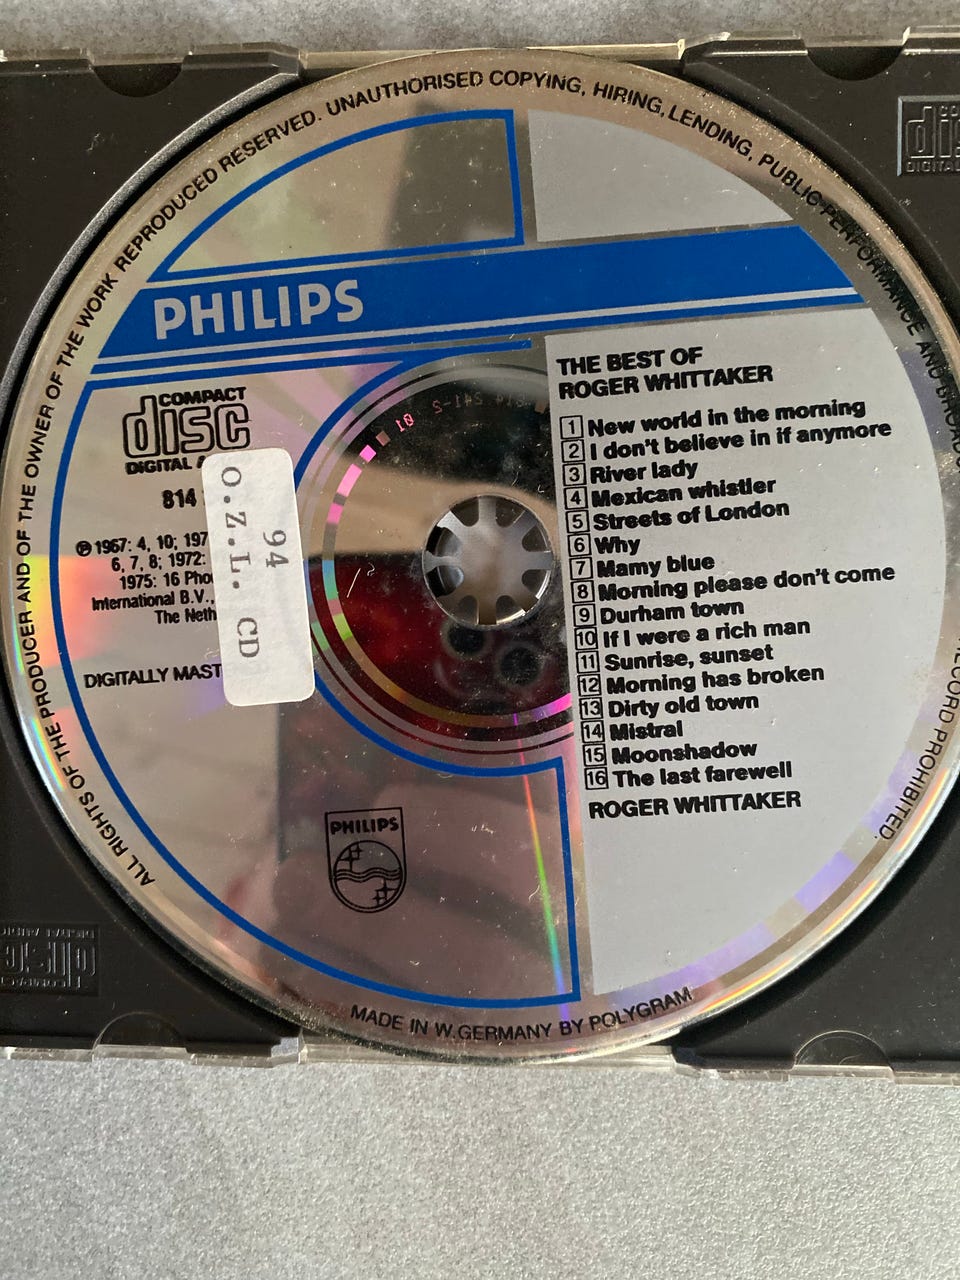 ALL RIGHTS OF THE PRODUCER AND OF THE OWNER OF THE WORK REPRODUCED RESERVED. UNAUTHORISED COPYING, HIRING, LENDING, PUBLIC PERFORMANCE AND BROADC
RECORD PROHIBITED.
PHILIPS
THE BEST OF
ROGER WHITTAKER
1 New world in the morning
2 I don't believe in if anymore
3 River lady
4 Mexican whistler
5 Streets of London
6 Why
7 Mamy blue
8 Morning please don't come
9 Durham town
10 If I were a rich man
11 Sunrise, sunset
12 Morning has broken
13 Dirty old town
14 Mistral
15 Moonshadow
16 The last farewell
ROGER WHITTAKER
COMPACT
disc
DIGITAL A
814
℗ 1967: 4, 10; 197
6, 7, 8; 1972:
1975: 16 Pho
International B.V.,
The Neth
DIGITALLY MAST
94
O.Z.L. CD
PHILIPS
MADE IN W.GERMANY BY POLYGRAM
COMPACT
disc
DIGITAL AUDIO